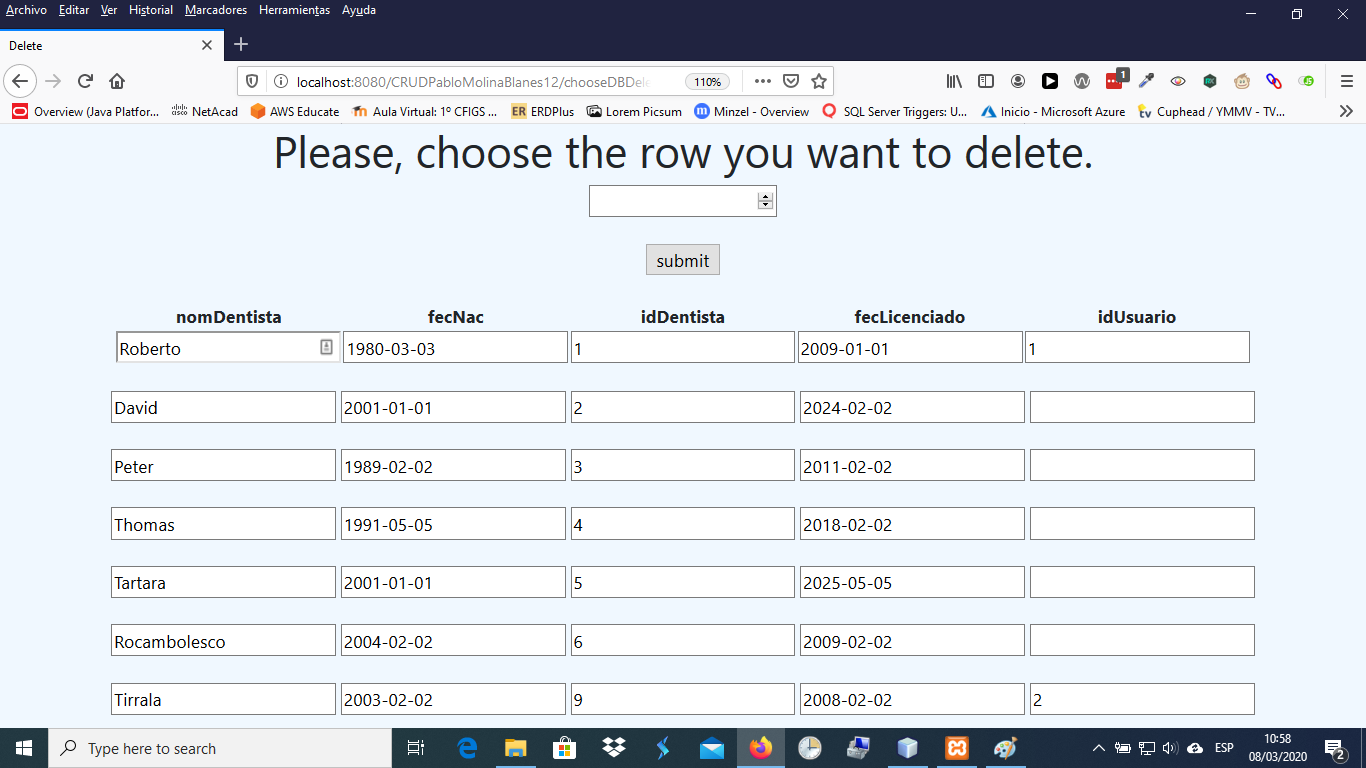 Archivo Editar Ver Historial Marcadores Herramientas Ayuda
Delete
localhost:8080/CRUDPabloMolinaBlanes12/chooseDBDele
110%
1
Overview (Java Platfor... NetAcad AWS Educate Aula Virtual: 1º CFIGS ... ER ERDPlus Lorem Picsum m Minzel - Overview SQL Server Triggers: U... Inicio - Microsoft Azure tv Cuphead / YMMV - TV...
Please, choose the row you want to delete.
submit
nomDentista fecNac idDentista fecLicenciado idUsuario
Roberto 1980-03-03 1 2009-01-01 1
David 2001-01-01 2 2024-02-02
Peter 1989-02-02 3 2011-02-02
Thomas 1991-05-05 4 2018-02-02
Tartara 2001-01-01 5 2025-05-05
Rocambolesco 2004-02-02 6 2009-02-02
Tirrala 2003-02-02 9 2008-02-02 2
Type here to search
ESP
10:58
08/03/2020
2